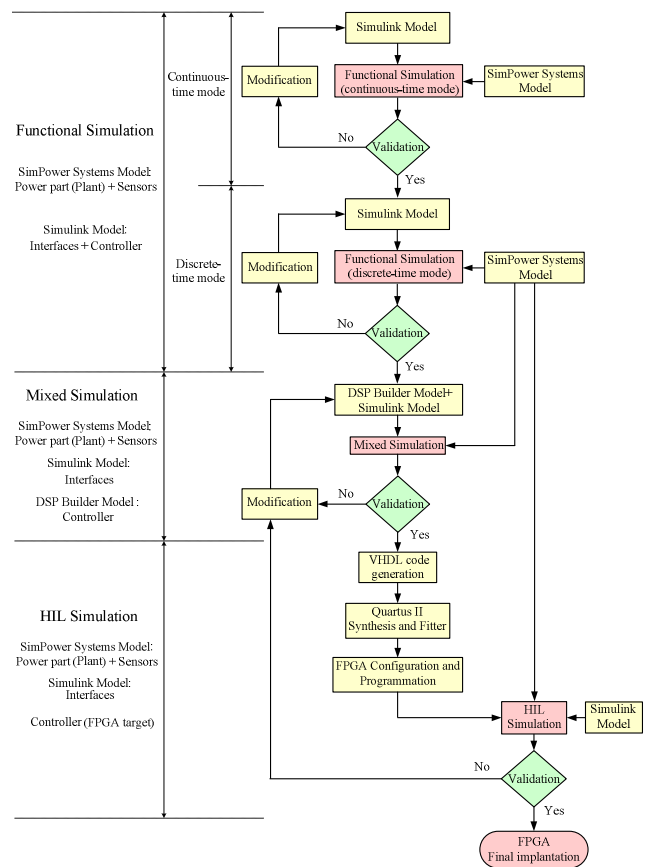 Functional Simulation
SimPower Systems Model:
Power part (Plant) + Sensors
Simulink Model:
Interfaces + Controller
Continuous-
time mode
Discrete-
time mode
Mixed Simulation
SimPower Systems Model:
Power part (Plant) + Sensors
Simulink Model:
Interfaces
DSP Builder Model :
Controller
HIL Simulation
SimPower Systems Model:
Power part (Plant) + Sensors
Simulink Model:
Interfaces
Controller (FPGA target)
Simulink Model
Modification
Functional Simulation
(continuous-time mode)
SimPower Systems
Model
No
Validation
Yes
Simulink Model
Modification
Functional Simulation
(discrete-time mode)
SimPower Systems
Model
No
Validation
Yes
DSP Builder Model+
Simulink Model
Mixed Simulation
Modification
No
Validation
Yes
VHDL code
generation
Quartus II
Synthesis and Fitter
FPGA Configuration and
Programmation
HIL
Simulation
Simulink
Model
No
Validation
Yes
FPGA
Final implantation